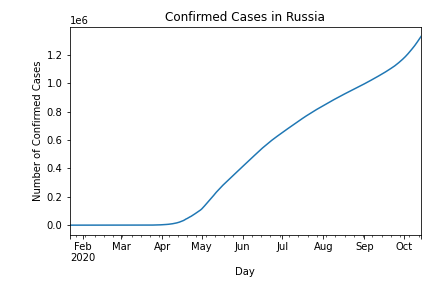 Confirmed Cases in Russia
1e6
Number of Confirmed Cases
1.2
1.0
0.8
0.6
0.4
0.2
0.0
Feb Mar Apr May Jun Jul Aug Sep Oct
2020
Day